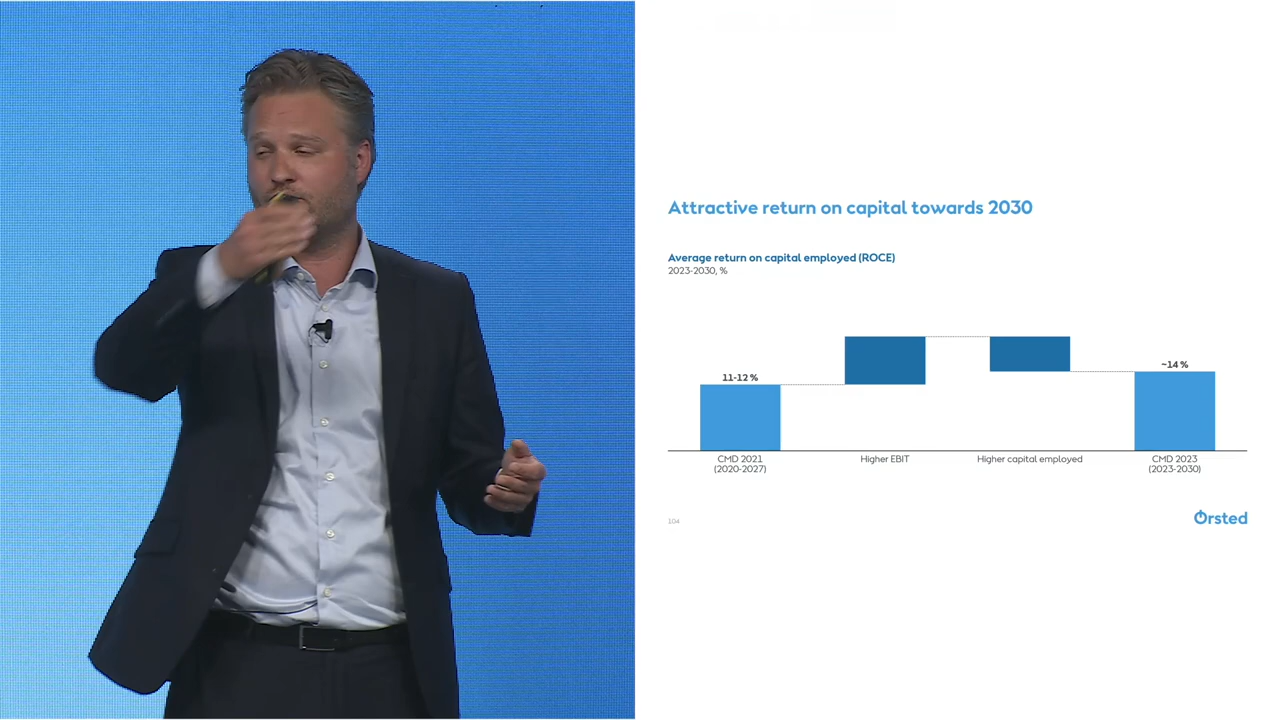 Attractive return on capital towards 2030
Average return on capital employed (ROCE)
2023-2030, %
11-12 %
~14 %
CMD 2021
(2020-2027)
Higher EBIT
Higher capital employed
CMD 2023
(2023-2030)
104
Ørsted